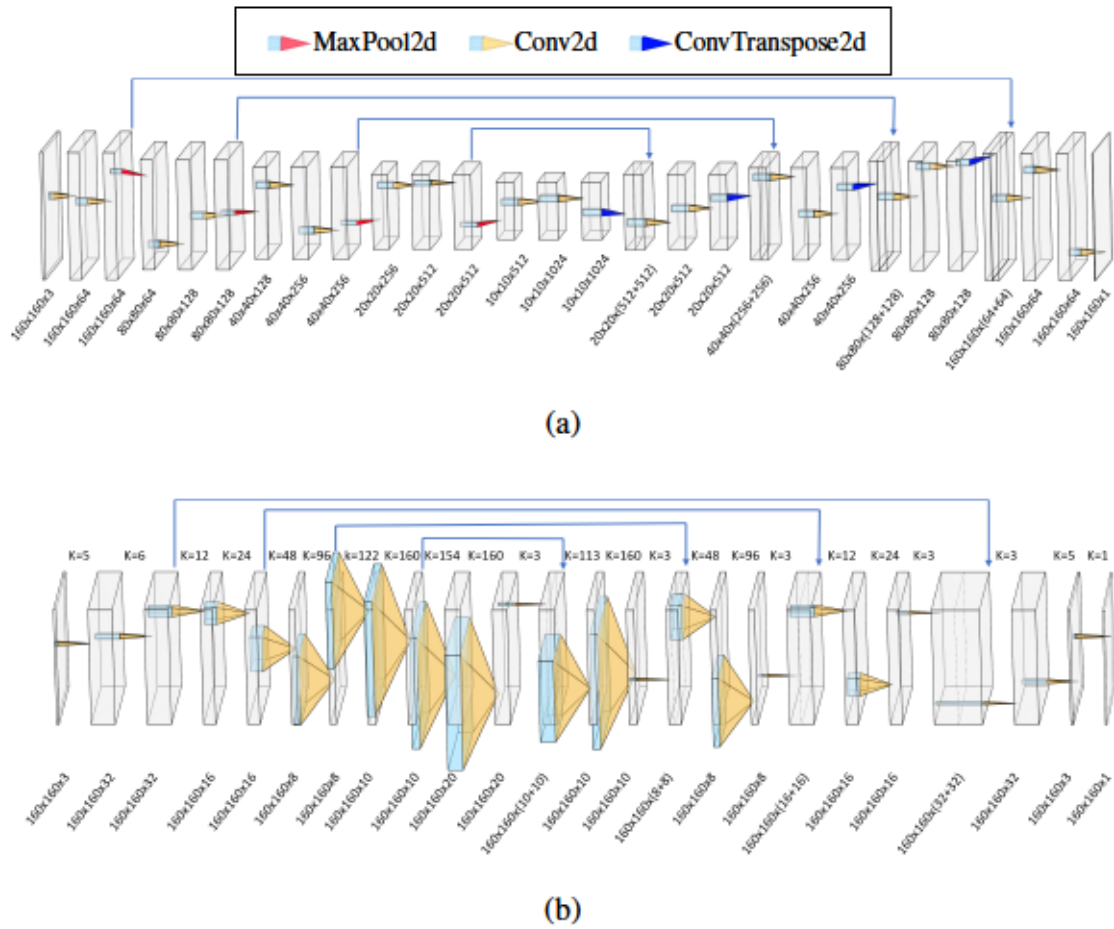 MaxPool2d Conv2d ConvTranspose2d
160x160x3
160x160x64
160x160x64
80x80x64
80x80x128
80x80x128
40x40x128
40x40x256
40x40x256
20x20x256
20x20x512
20x20x512
10x10x512
10x10x1024
10x10x1024
20x20x(512+512)
20x20x512
20x20x512
40x40x(256+256)
40x40x256
40x40x256
80x80x(128+128)
80x80x128
80x80x128
160x160x(64+64)
160x160x64
160x160x64
160x160x1
(a)
K=5 K=6 K=12 K=24 K=48 K=96 k=122 K=160 K=154 K=160 K=3 K=113 K=160 K=3 K=48 K=96 K=3 K=12 K=24 K=3 K=3 K=5 K=1
160x160x3
160x160x32
160x160x32
160x160x16
160x160x16
160x160x8
160x160x8
160x160x10
160x160x10
160x160x20
160x160x20
160x160x(10+10)
160x160x10
160x160x10
160x160x(8+8)
160x160x8
160x160x8
160x160x(16+16)
160x160x16
160x160x16
160x160x(32+32)
160x160x32
160x160x3
160x160x1
(b)